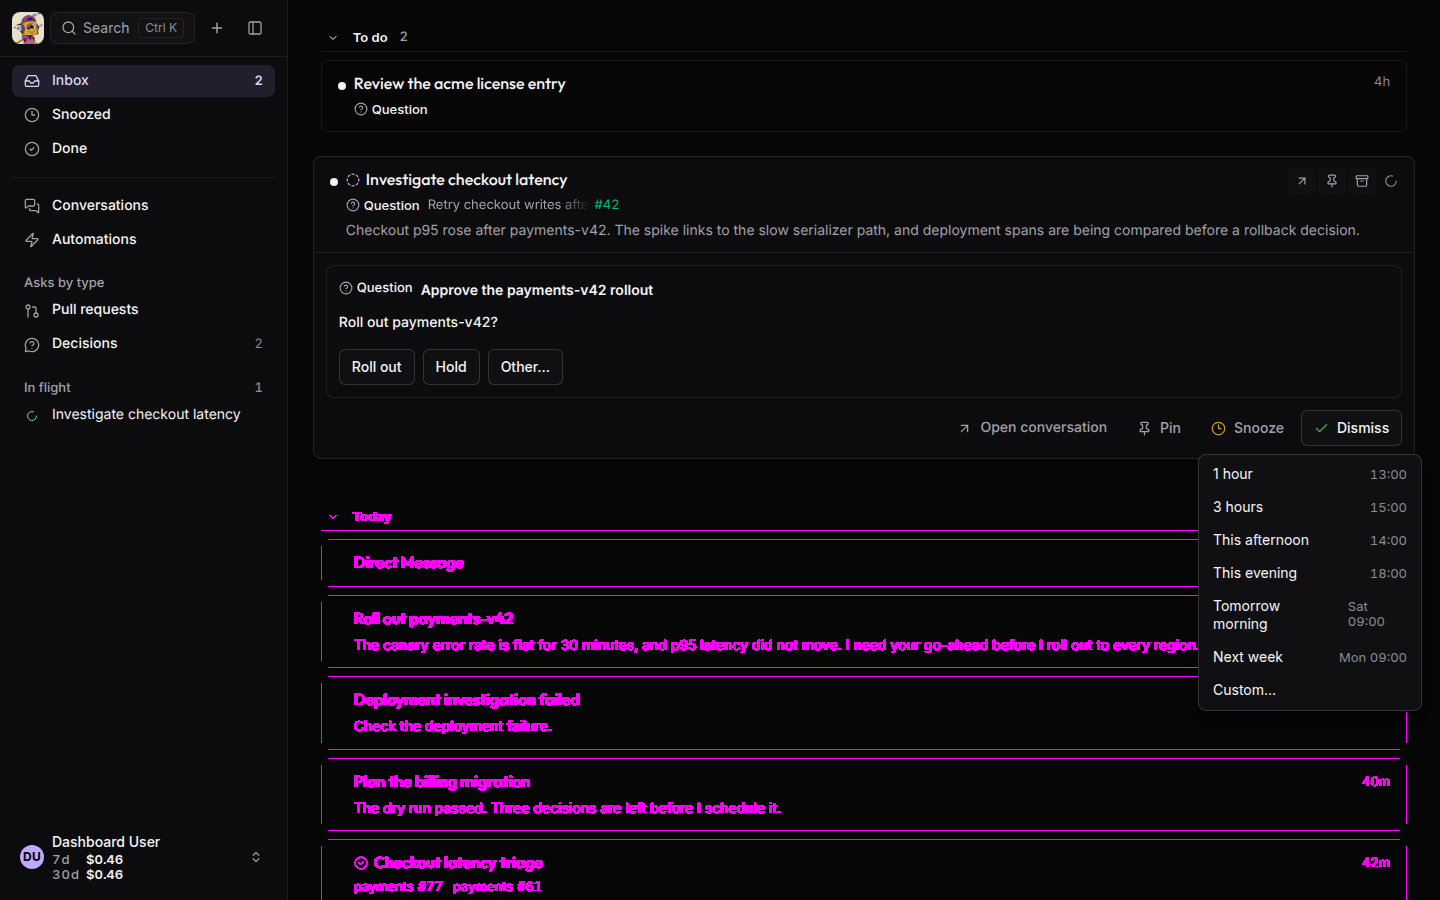 Search Ctrl K
Inbox 2
Snoozed
Done
Conversations
Automations
Asks by type
Pull requests
Decisions 2
In flight 1
Investigate checkout latency
DU Dashboard User
7d $0.46
30d $0.46
To do 2
Review the acme license entry 4h
Question
Investigate checkout latency
Question Retry checkout writes afte #42
Checkout p95 rose after payments-v42. The spike links to the slow serializer path, and deployment spans are being compared before a rollback decision.
Question Approve the payments-v42 rollout
Roll out payments-v42?
Roll out Hold Other...
Open conversation Pin Snooze Dismiss
1 hour 13:00
3 hours 15:00
This afternoon 14:00
This evening 18:00
Tomorrow morning Sat 09:00
Next week Mon 09:00
Custom...
Today
Direct Message
Roll out payments-v42
The canary error rate is flat for 30 minutes, and p95 latency did not move. I need your go-ahead before I roll out to every region.
Deployment investigation failed
Check the deployment failure.
Plan the billing migration 40m
The dry run passed. Three decisions are left before I schedule it.
Checkout latency triage 42m
payments #77 payments #61